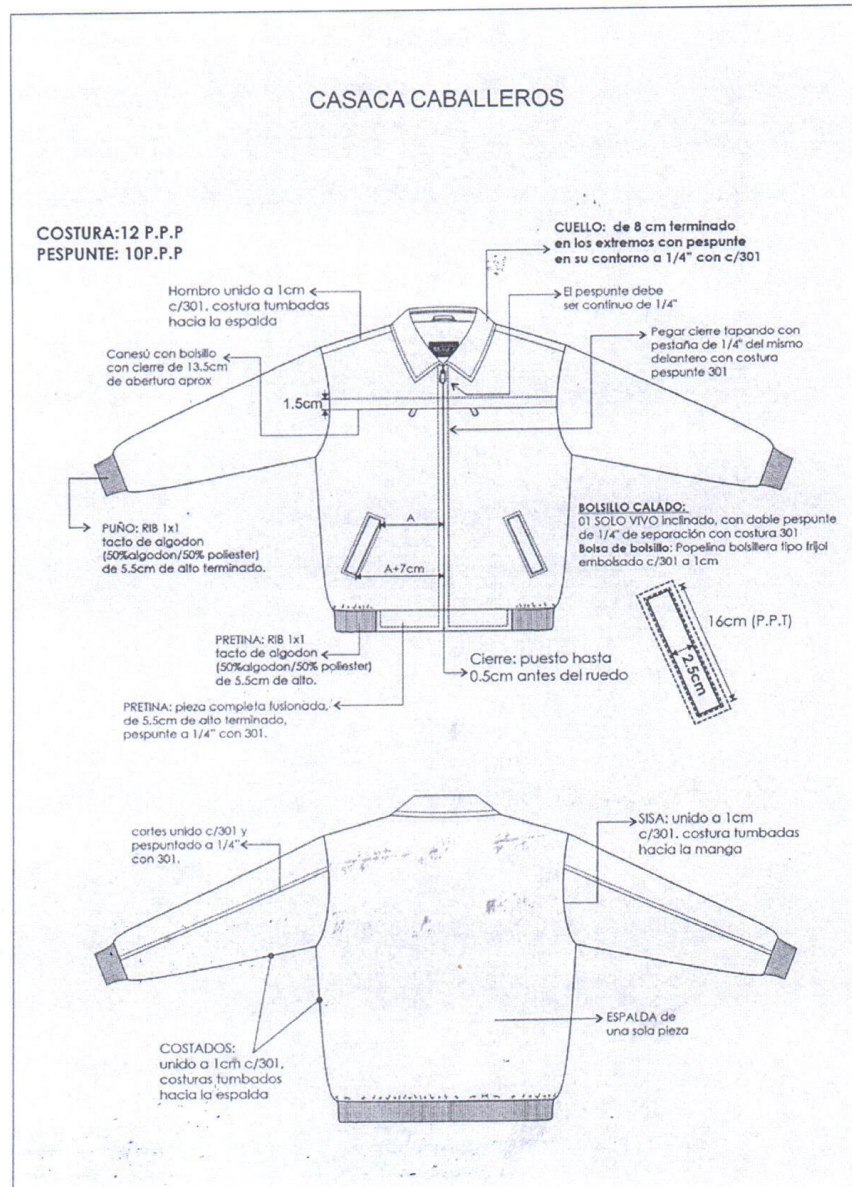 CASACA CABALLEROS
COSTURA:12 P.P.P
PESPUNTE: 10P.P.P
CUELLO: de 8 cm terminado
en los extremos con pespunte
en su contorno a 1/4" con c/301
Hombro unido a 1cm
c/301. costura tumbadas
hacia la espalda
El pespunte debe
ser continuo de 1/4"
Canesú con bolsillo
con cierre de 13.5cm
de abertura aprox
Pegar cierre tapando con
pestaña de 1/4" del mismo
delantero con costura
pespunte 301
1.5cm
PUÑO: RIB 1x1
tacto de algodon
(50%algodon/50% poliester)
de 5.5cm de alto terminado.
A
A+7cm
BOLSILLO CALADO:
01 SOLO VIVO inclinado, con doble pespunte
de 1/4" de separación con costura 301
Bolsa de bolsillo: Popelina bolsillera tipo frijol
embolsado c/301 a 1cm
16cm (P.P.T)
2.5cm
PRETINA: RIB 1x1
tacto de algodon
(50%algodon/50% poliester)
de 5.5cm de alto.
Cierre: puesto hasta
0.5cm antes del ruedo
PRETINA: pieza completa fusionada,
de 5.5cm de alto terminado,
pespunte a 1/4" con 301.
cortes unido c/301 y
pespuntado a 1/4"
con 301.
SISA: unido a 1cm
c/301. costura tumbadas
hacia la manga
ESPALDA de
una sola pieza
COSTADOS:
unido a 1cm c/301,
costuras tumbados
hacia la espalda